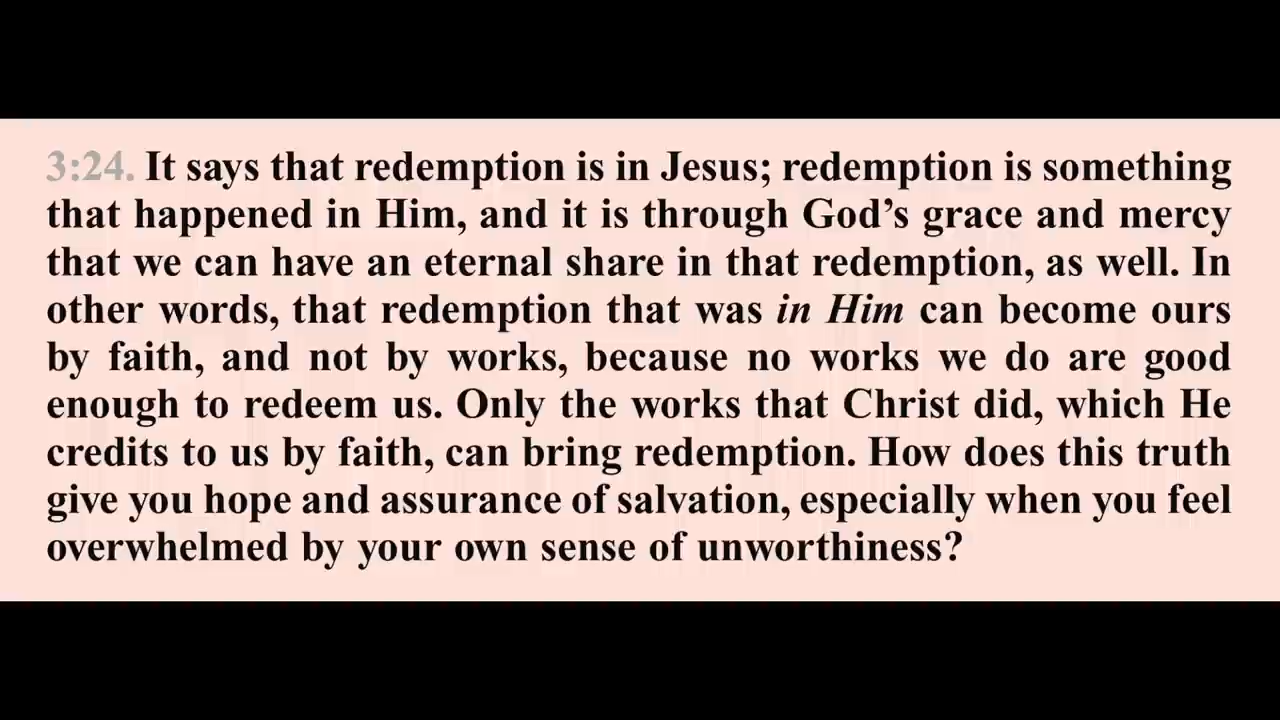 3:24. It says that redemption is in Jesus; redemption is something
that happened in Him, and it is through God’s grace and mercy
that we can have an eternal share in that redemption, as well. In
other words, that redemption that was in Him can become ours
by faith, and not by works, because no works we do are good
enough to redeem us. Only the works that Christ did, which He
credits to us by faith, can bring redemption. How does this truth
give you hope and assurance of salvation, especially when you feel
overwhelmed by your own sense of unworthiness?